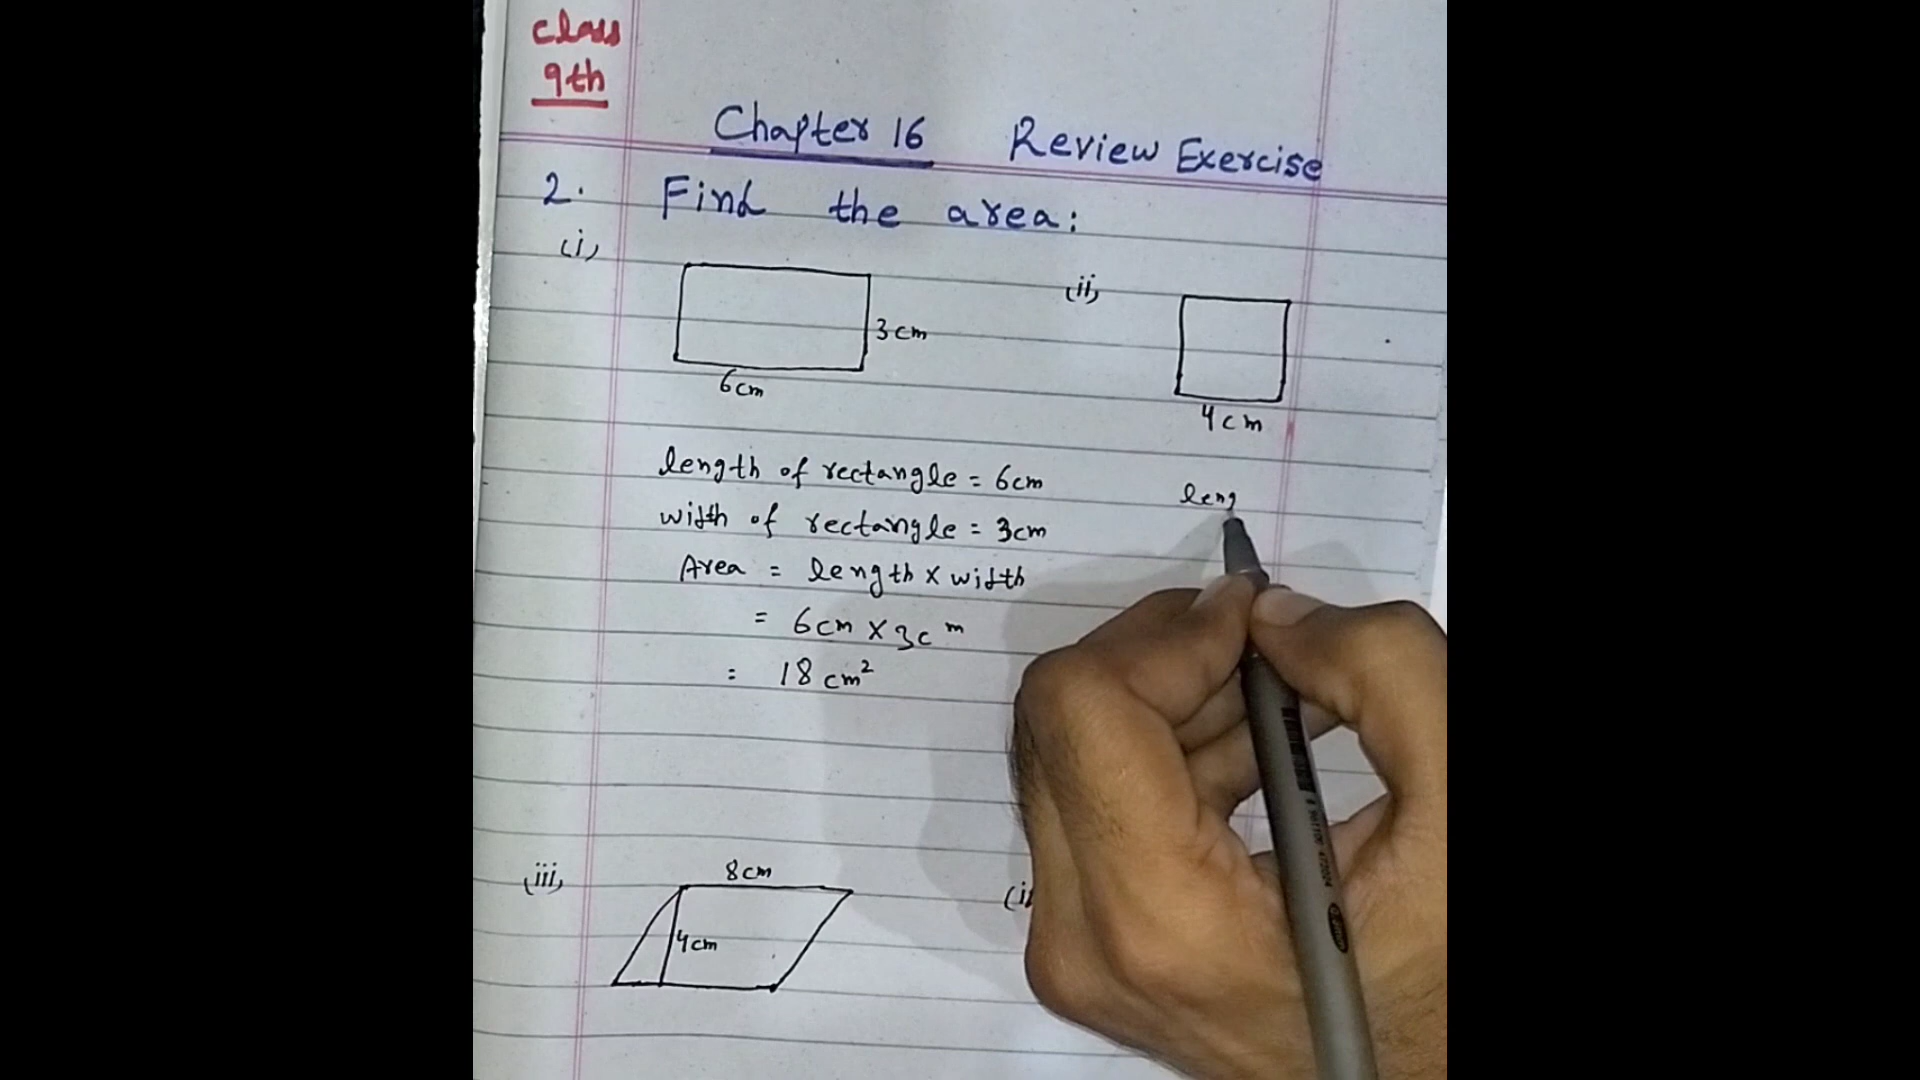 Class
9th
Chapter 16 Review Exercise
2. Find the area:
(i)
(ii)
3cm
6cm
4cm
length of rectangle = 6cm
width of rectangle = 3cm
Area = length × width
= 6cm × 3cm
= 18 cm²
leng
(iii)
8cm
4cm